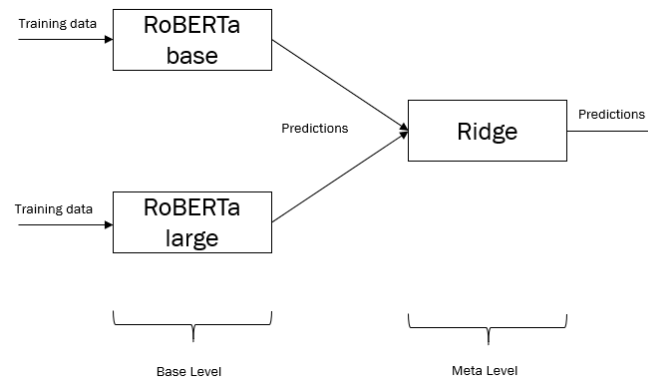 Training data
RoBERTa
base
Predictions
Ridge
Predictions
Training data
RoBERTa
large
Base Level
Meta Level